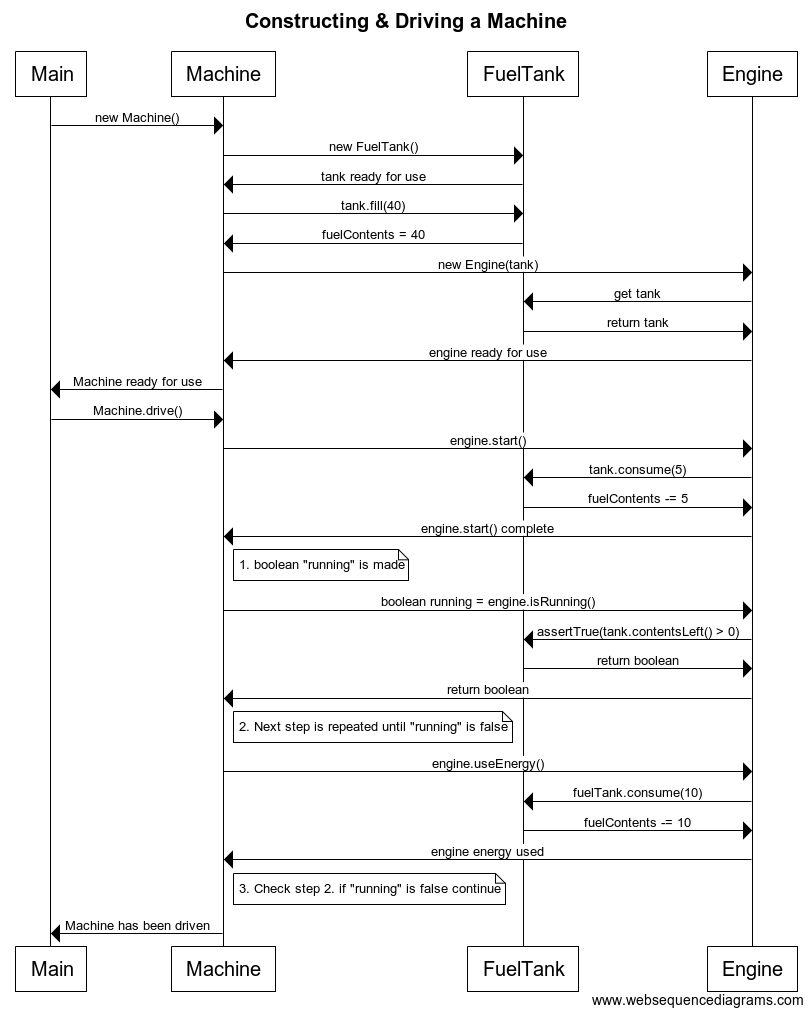 Constructing & Driving a Machine
Main Machine FuelTank Engine
new Machine()
new FuelTank()
tank ready for use
tank.fill(40)
fuelContents = 40
new Engine(tank)
get tank
return tank
engine ready for use
Machine ready for use
Machine.drive()
engine.start()
tank.consume(5)
fuelContents -= 5
engine.start() complete
1. boolean "running" is made
boolean running = engine.isRunning()
assertTrue(tank.contentsLeft() > 0)
return boolean
return boolean
2. Next step is repeated until "running" is false
engine.useEnergy()
fuelTank.consume(10)
fuelContents -= 10
engine energy used
3. Check step 2. if "running" is false continue
Machine has been driven
Main Machine FuelTank Engine
www.websequencediagrams.com